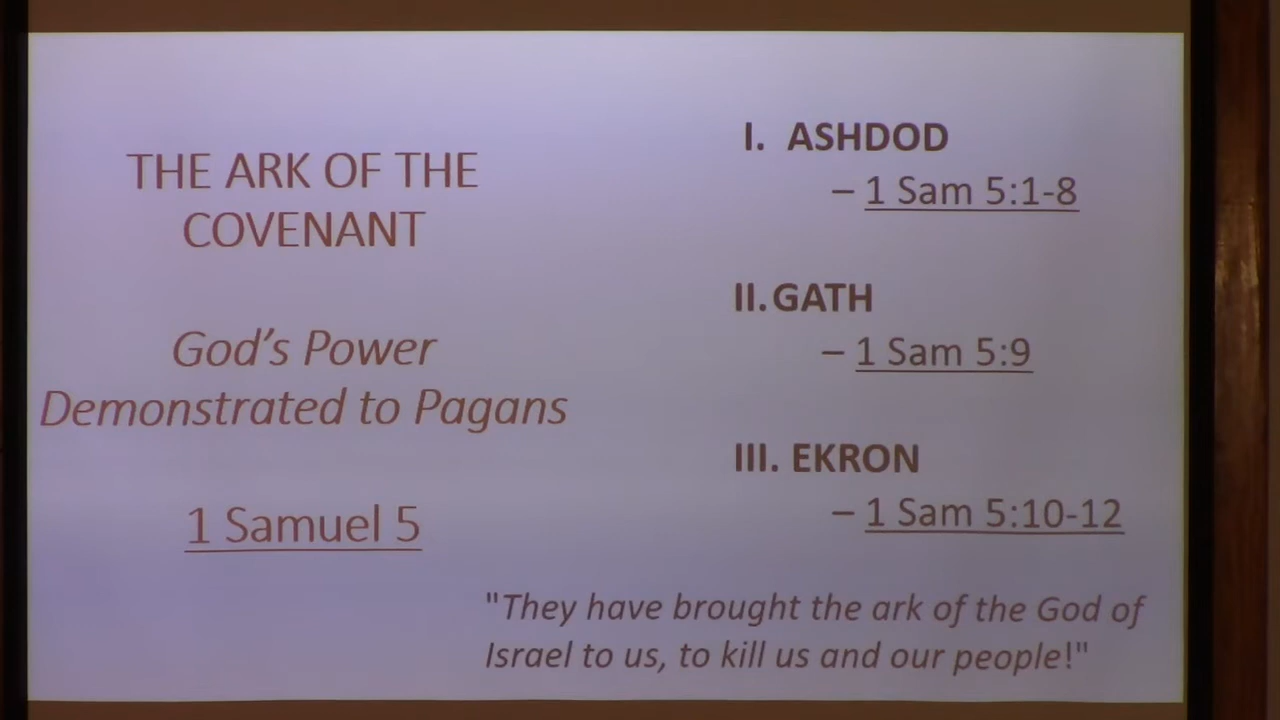 THE ARK OF THE
COVENANT
God's Power
Demonstrated to Pagans
1 Samuel 5
I. ASHDOD
– 1 Sam 5:1-8
II. GATH
– 1 Sam 5:9
III. EKRON
– 1 Sam 5:10-12
"They have brought the ark of the God of
Israel to us, to kill us and our people!"